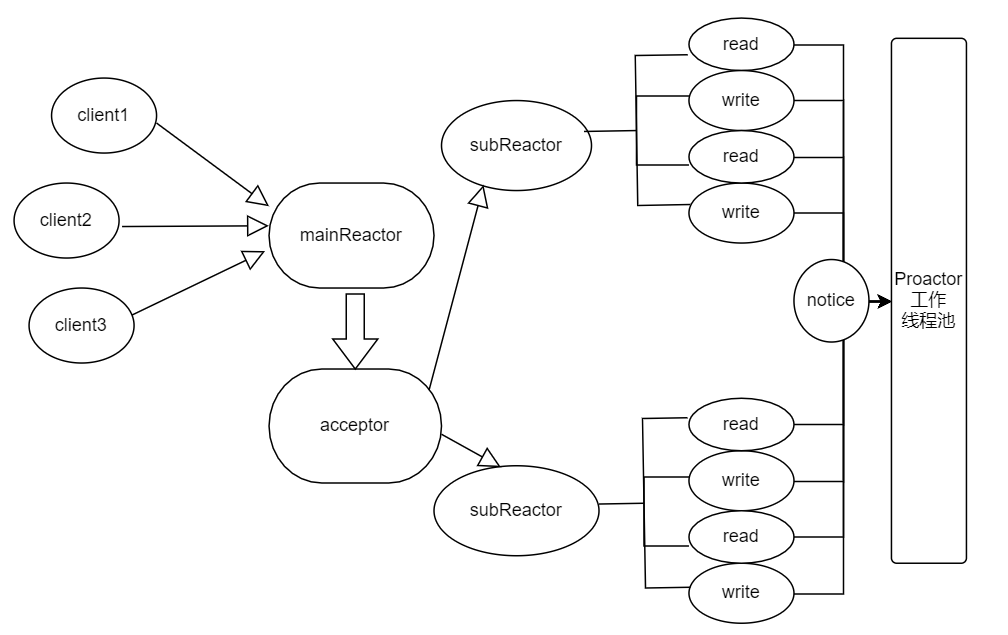 client1
client2
client3
mainReactor
acceptor
subReactor
subReactor
read
write
read
write
read
write
read
write
notice
Proactor
工作
线程池